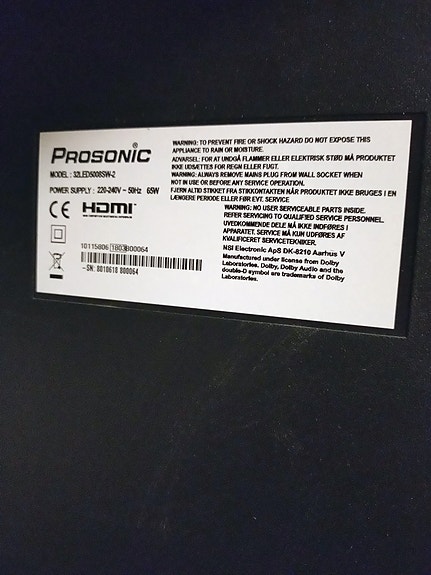 PROSONIC
MODEL : 32LED5008SW-2
POWER SUPPLY : 220-240V ~ 50Hz 65W
CE HDMI
10115806 1803B00064
SN: 8010618 800064
WARNING: TO PREVENT FIRE OR SHOCK HAZARD DO NOT EXPOSE THIS
APPLIANCE TO RAIN OR MOISTURE.
ADVARSEL: FOR AT UNDGÅ FLAMMER ELLER ELEKTRISK STØD MÅ PRODUKTET
IKKE UDSÆTTES FOR REGN ELLER FUGT.
WARNING: ALWAYS REMOVE MAINS PLUG FROM WALL SOCKET WHEN
NOT IN USE OR BEFORE ANY SERVICE OPERATION.
FJERN ALTID STIKKET FRA STIKKONTAKTEN NÅR PRODUKTET IKKE BRUGES I EN
LÆNGERE PERIODE ELLER FØR EVT. SERVICE
WARNING: NO USER SERVICEABLE PARTS INSIDE.
REFER SERVICING TO QUALIFIED SERVICE PERSONNEL.
UVEDKOMMENDE DELE MÅ IKKE INDFØRES I
APPARATET. SERVICE MÅ KUN UDFØRES AF
KVALIFICERET SERVICETEKNIKER.
NSI Electronic ApS DK-8210 Aarhus V
Manufactured under license from Dolby
Laboratories. Dolby, Dolby Audio and the
double-D symbol are trademarks of Dolby
Laboratories.